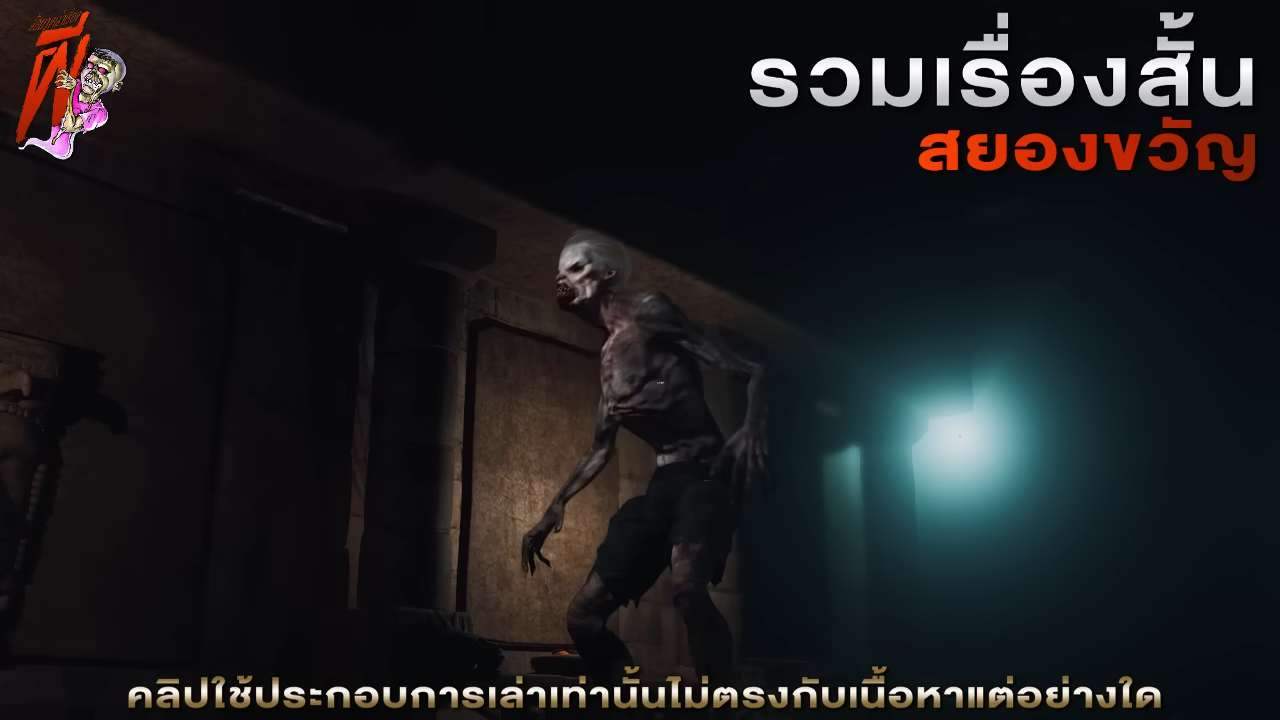 ผี
รวมเรื่องสั้น
สยองขวัญ
คลิปใช้ประกอบการเล่าเท่านั้นไม่ตรงกับเนื้อหาแต่อย่างใด